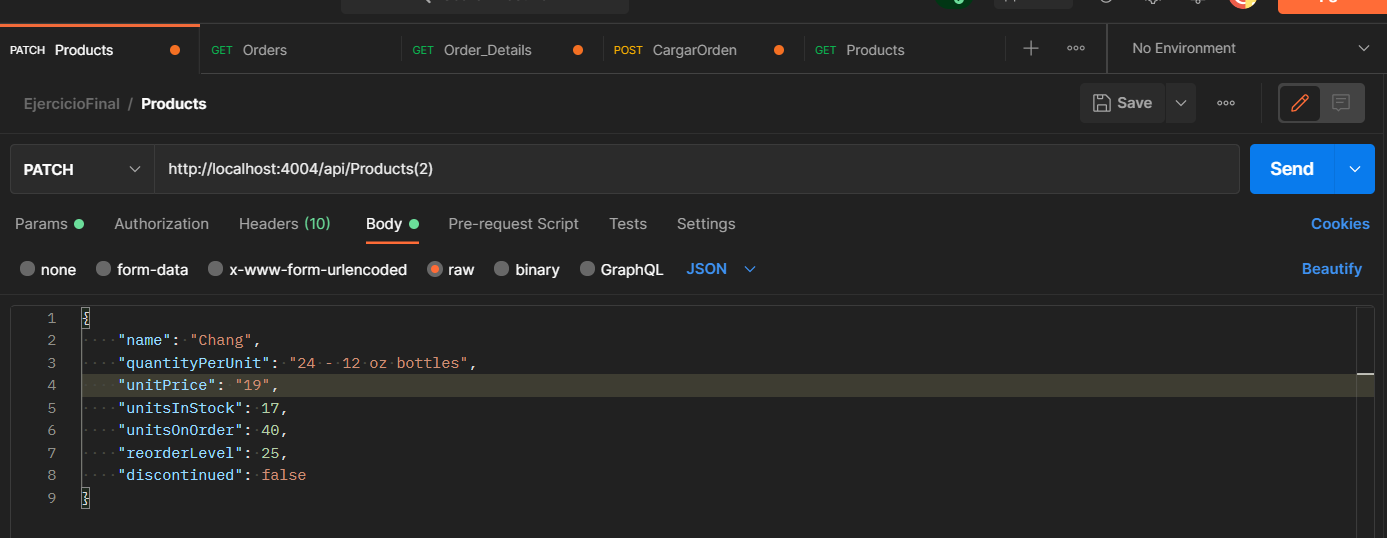 PATCH Products GET Orders GET Order_Details POST CargarOrden GET Products No Environment
EjercicioFinal / Products Save
PATCH http://localhost:4004/api/Products(2) Send
Params Authorization Headers (10) Body Pre-request Script Tests Settings Cookies
none form-data x-www-form-urlencoded raw binary GraphQL JSON Beautify
1 {
2 "name": "Chang",
3 "quantityPerUnit": "24 - 12 oz bottles",
4 "unitPrice": "19",
5 "unitsInStock": 17,
6 "unitsOnOrder": 40,
7 "reorderLevel": 25,
8 "discontinued": false
9 }